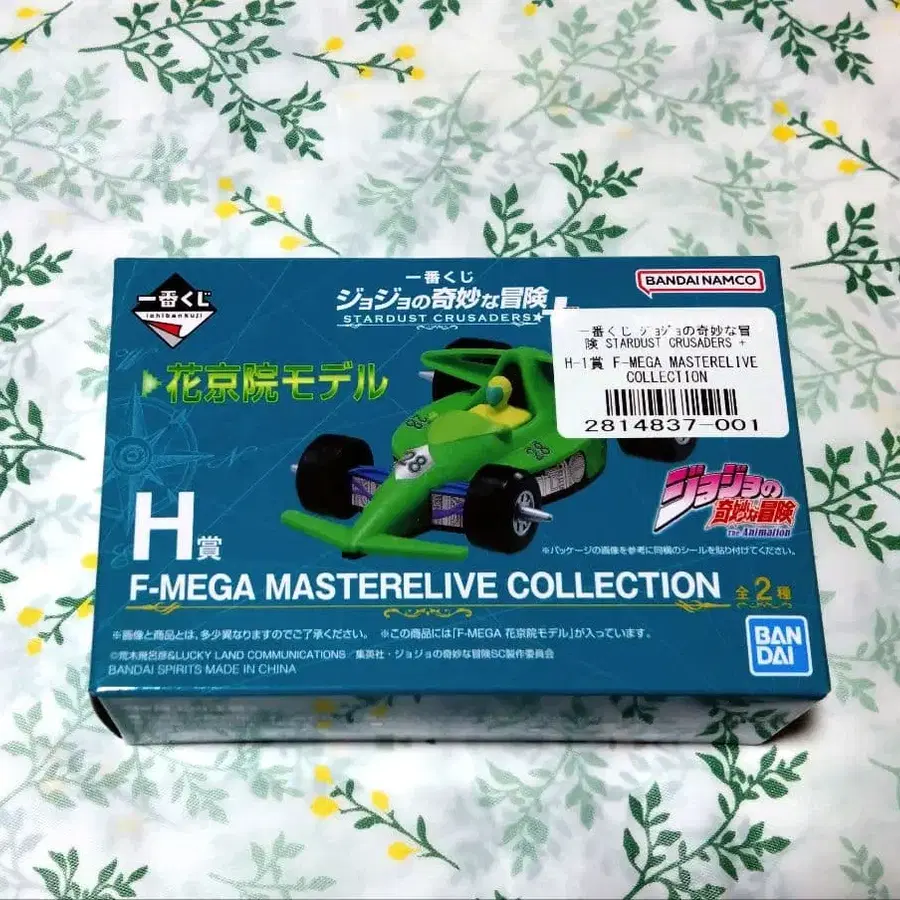 一番くじ
ichibankuji
一番くじ
ジョジョの奇妙な冒険
STARDUST CRUSADERS★+
BANDAI NAMCO
一番くじ ジョジョの奇妙な冒
険 STARDUST CRUSADERS +
H-1賞 F-MEGA MASTERELIVE
COLLECTION
2814837-001
花京院モデル
28
28
28
ジョジョの
奇妙な冒険
the Animation
※パッケージの画像を参考に同梱のシールを貼り付けてください。
H賞
F-MEGA MASTERELIVE COLLECTION 全2種
※画像と商品とは、多少異なりますのでご了承ください。 ※この商品には「F-MEGA 花京院モデル」が入っています。
©荒木飛呂彦&LUCKY LAND COMMUNICATIONS/集英社・ジョジョの奇妙な冒険SC製作委員会
BANDAI SPIRITS MADE IN CHINA
BAN
DAI